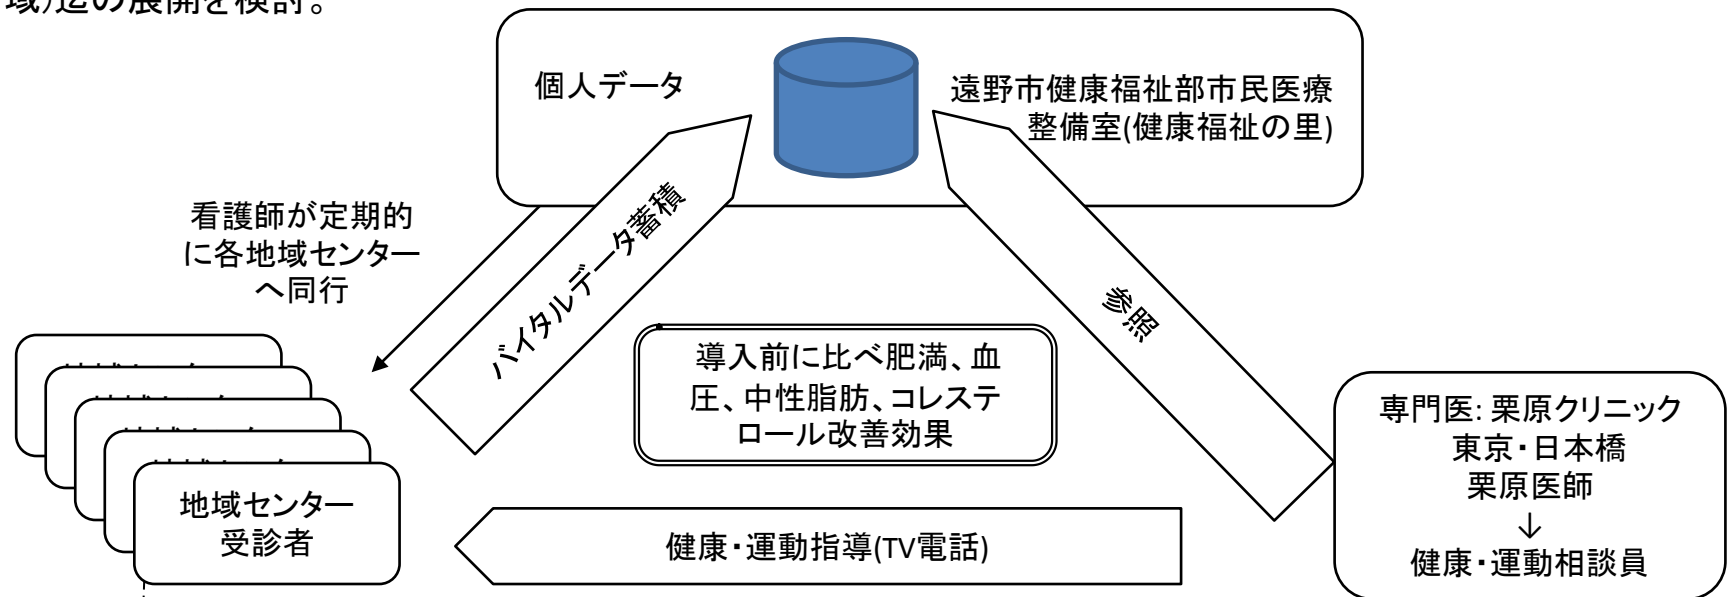 域)迄の展開を検討。
個人データ
遠野市健康福祉部市民医療
整備室(健康福祉の里)
看護師が定期的
に各地域センター
へ同行
バイタルデータ蓄積
参照
導入前に比べ肥満、血
圧、中性脂肪、コレステ
ロール改善効果
専門医: 栗原クリニック
東京・日本橋
栗原医師
↓
健康・運動相談員
地域センター
受診者
健康・運動指導(TV電話)